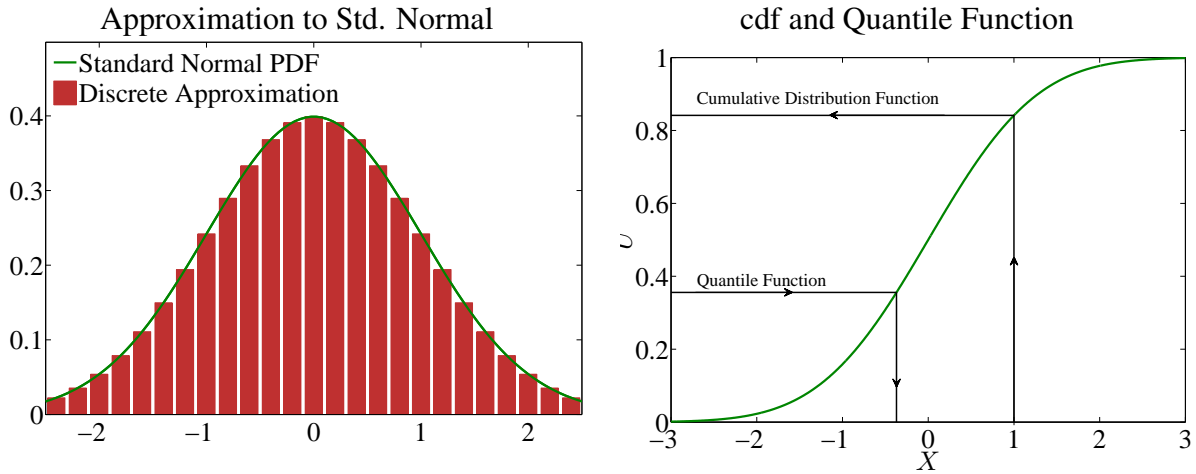 Approximation to Std. Normal
Standard Normal PDF
Discrete Approximation
0.4
0.3
0.2
0.1
0
−2 −1 0 1 2
cdf and Quantile Function
1
0.8
0.6
0.4
0.2
0
U
Cumulative Distribution Function
Quantile Function
−3 −2 −1 0 1 2 3
X